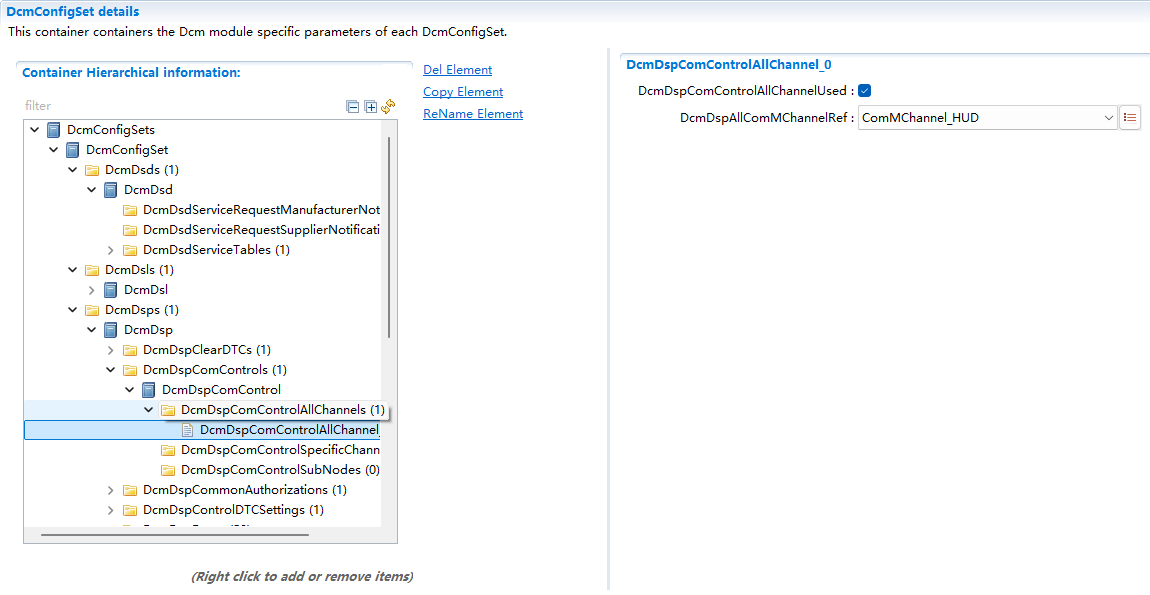 DcmConfigSet details
This container containers the Dcm module specific parameters of each DcmConfigSet.
Container Hierarchical information:
filter
DcmConfigSets
DcmConfigSet
DcmDsds (1)
DcmDsd
DcmDsdServiceRequestManufacturerNot
DcmDsdServiceRequestSupplierNotificati
DcmDsdServiceTables (1)
DcmDsls (1)
DcmDsl
DcmDsps (1)
DcmDsp
DcmDspClearDTCs (1)
DcmDspComControls (1)
DcmDspComControl
DcmDspComControlAllChannels (1)
DcmDspComControlAllChannel
DcmDspComControlSpecificChann
DcmDspComControlSubNodes (0)
DcmDspCommonAuthorizations (1)
DcmDspControlDTCSettings (1)
(Right click to add or remove items)
Del Element
Copy Element
ReName Element
DcmDspComControlAllChannel_0
DcmDspComControlAllChannelUsed :
DcmDspAllComMChannelRef : ComMChannel_HUD